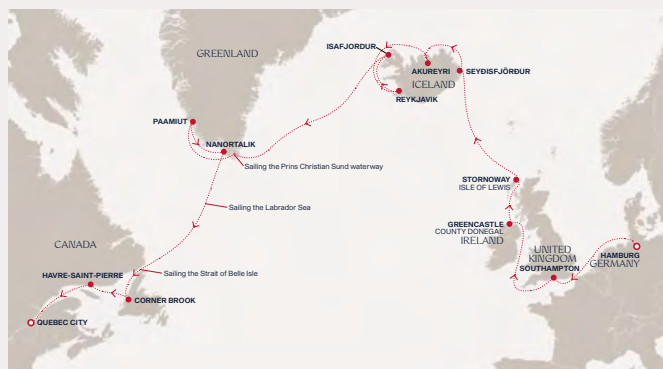 GREENLAND
ISAFJORDUR
AKUREYRI
SEYÐISFJÖRÐUR
ICELAND
REYKJAVIK
PAAMIUT
NANORTALIK
Sailing the Prins Christian Sund waterway
STORNOWAY
ISLE OF LEWIS
Sailing the Labrador Sea
GREENCASTLE
COUNTY DONEGAL
IRELAND
CANADA
UNITED
KINGDOM
HAMBURG
GERMANY
SOUTHAMPTON
Sailing the Strait of Belle Isle
HAVRE-SAINT-PIERRE
CORNER BROOK
QUEBEC CITY